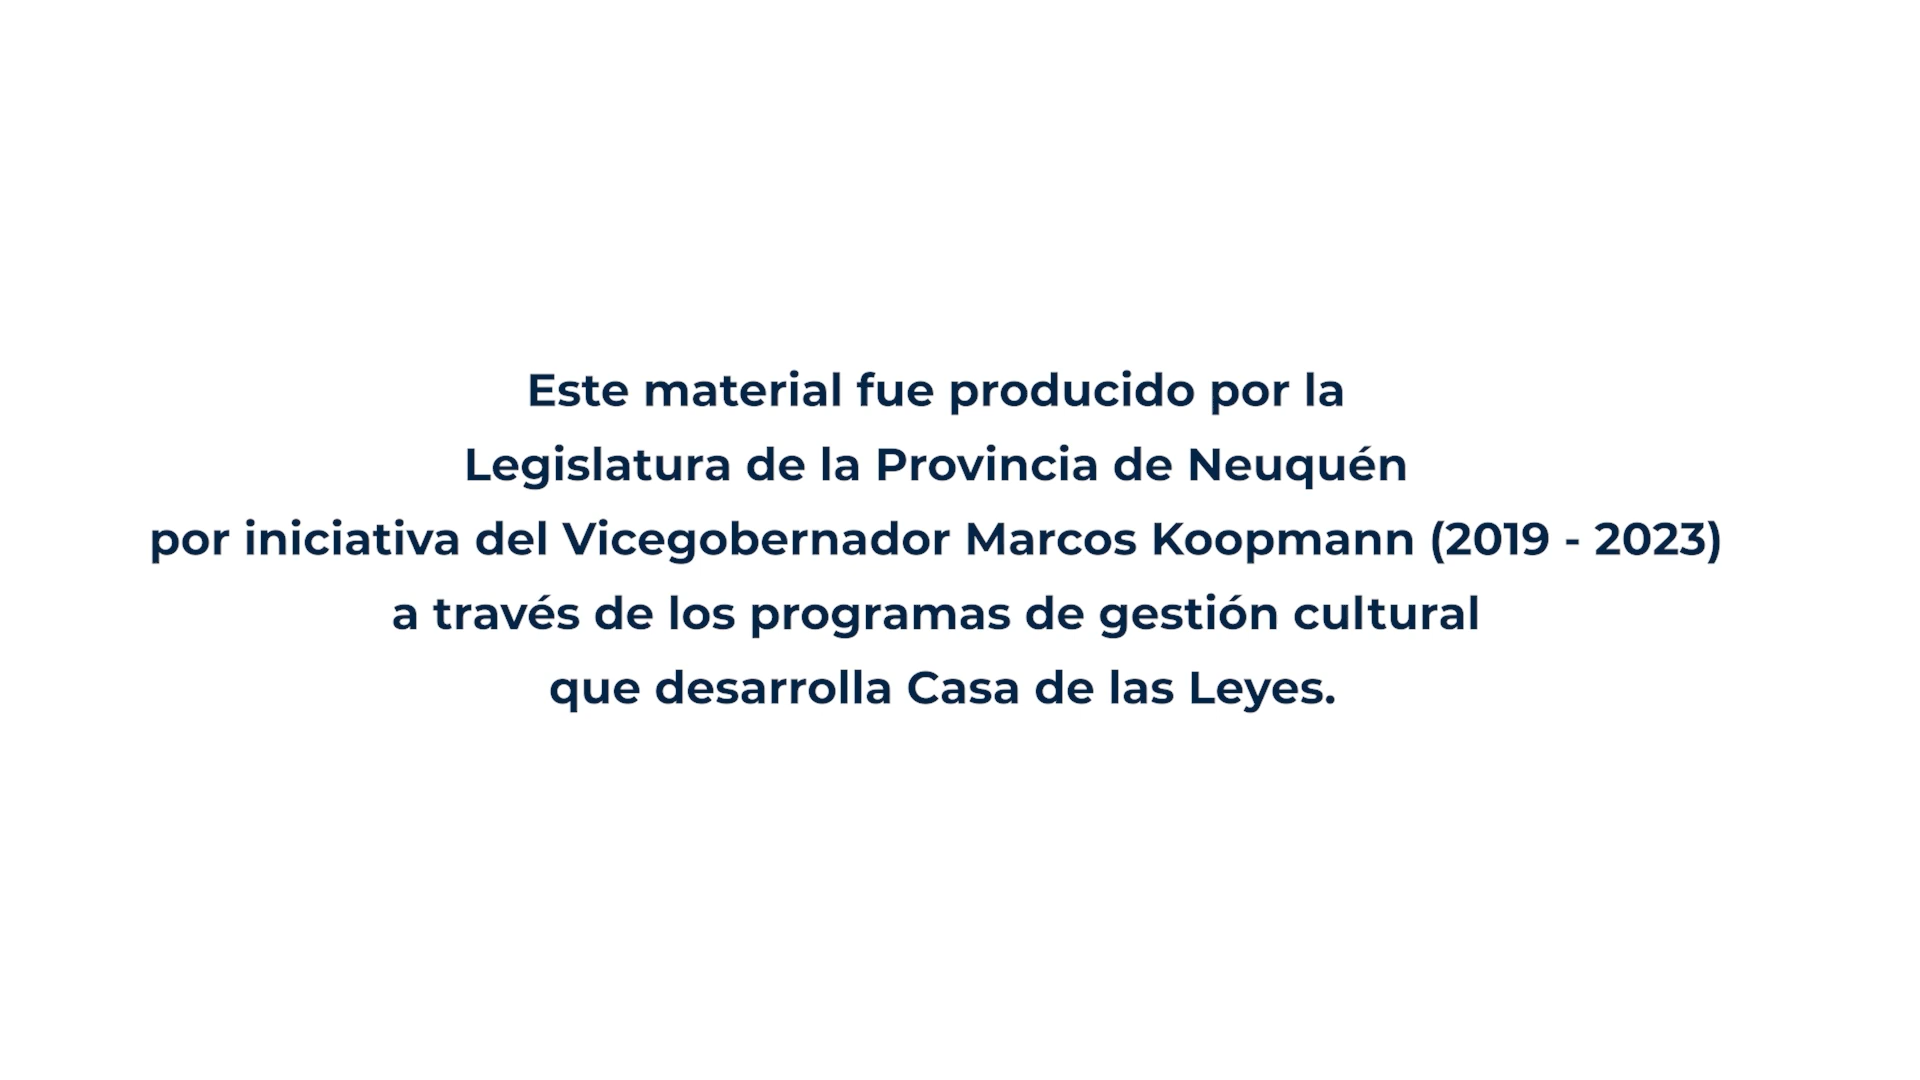 Este material fue producido por la
Legislatura de la Provincia de Neuquén
por iniciativa del Vicegobernador Marcos Koopmann (2019 - 2023)
a través de los programas de gestión cultural
que desarrolla Casa de las Leyes.